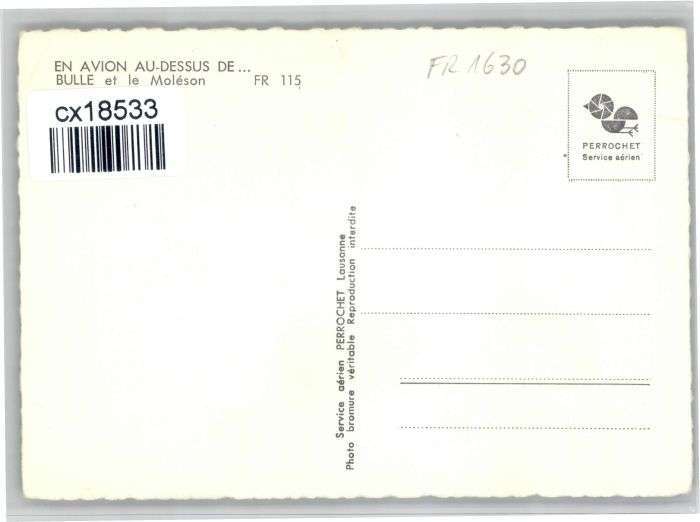 EN AVION AU-DESSUS DE...
BULLE et le Moléson FR 115
FR 1630
cx18533
PERROCHET
Service aérien
Service aérien PERROCHET Lausanne
Photo bromure véritable Reproduction interdite